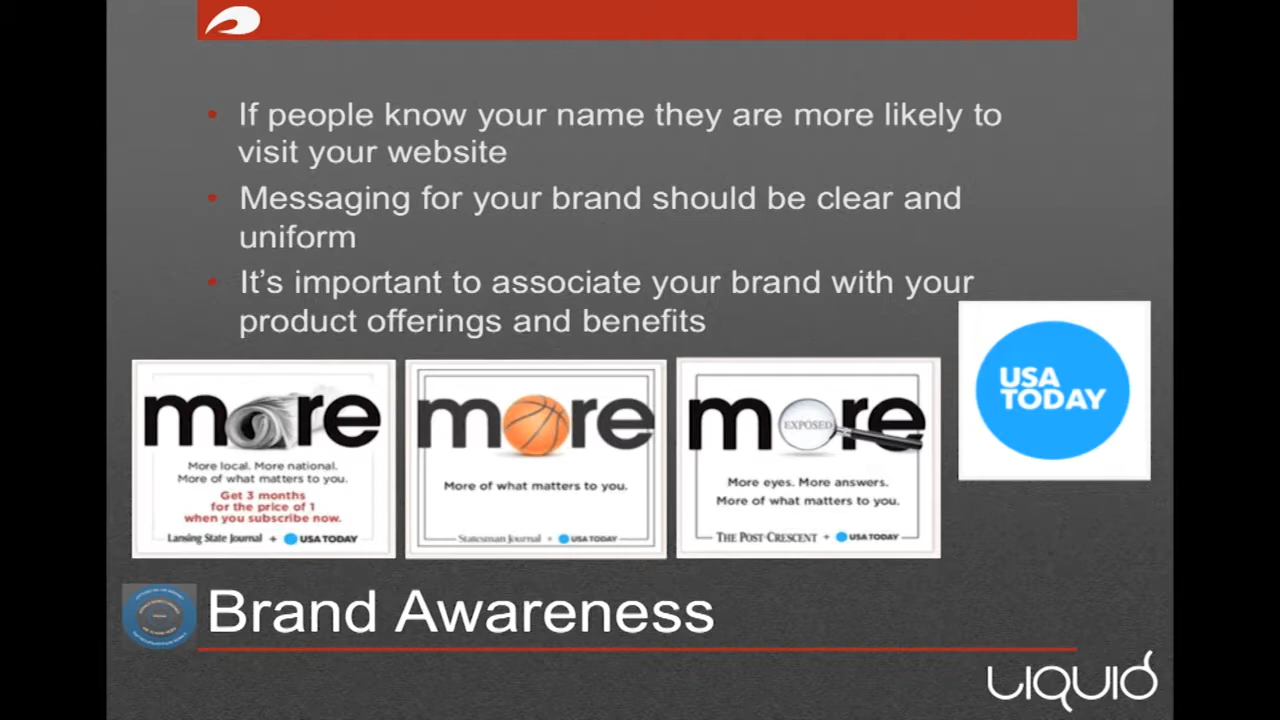 • If people know your name they are more likely to
visit your website
• Messaging for your brand should be clear and
uniform
• It's important to associate your brand with your
product offerings and benefits
USA
TODAY
more
More local. More national.
More of what matters to you.
Get 3 months
for the price of 1
when you subscribe now.
Lansing State Journal + USA TODAY
more
More of what matters to you.
Statesman Journal + USA TODAY
more
EXPOSED
More eyes. More answers.
More of what matters to you.
THE POST-CRESCENT + USA TODAY
Brand Awareness
LIQUID